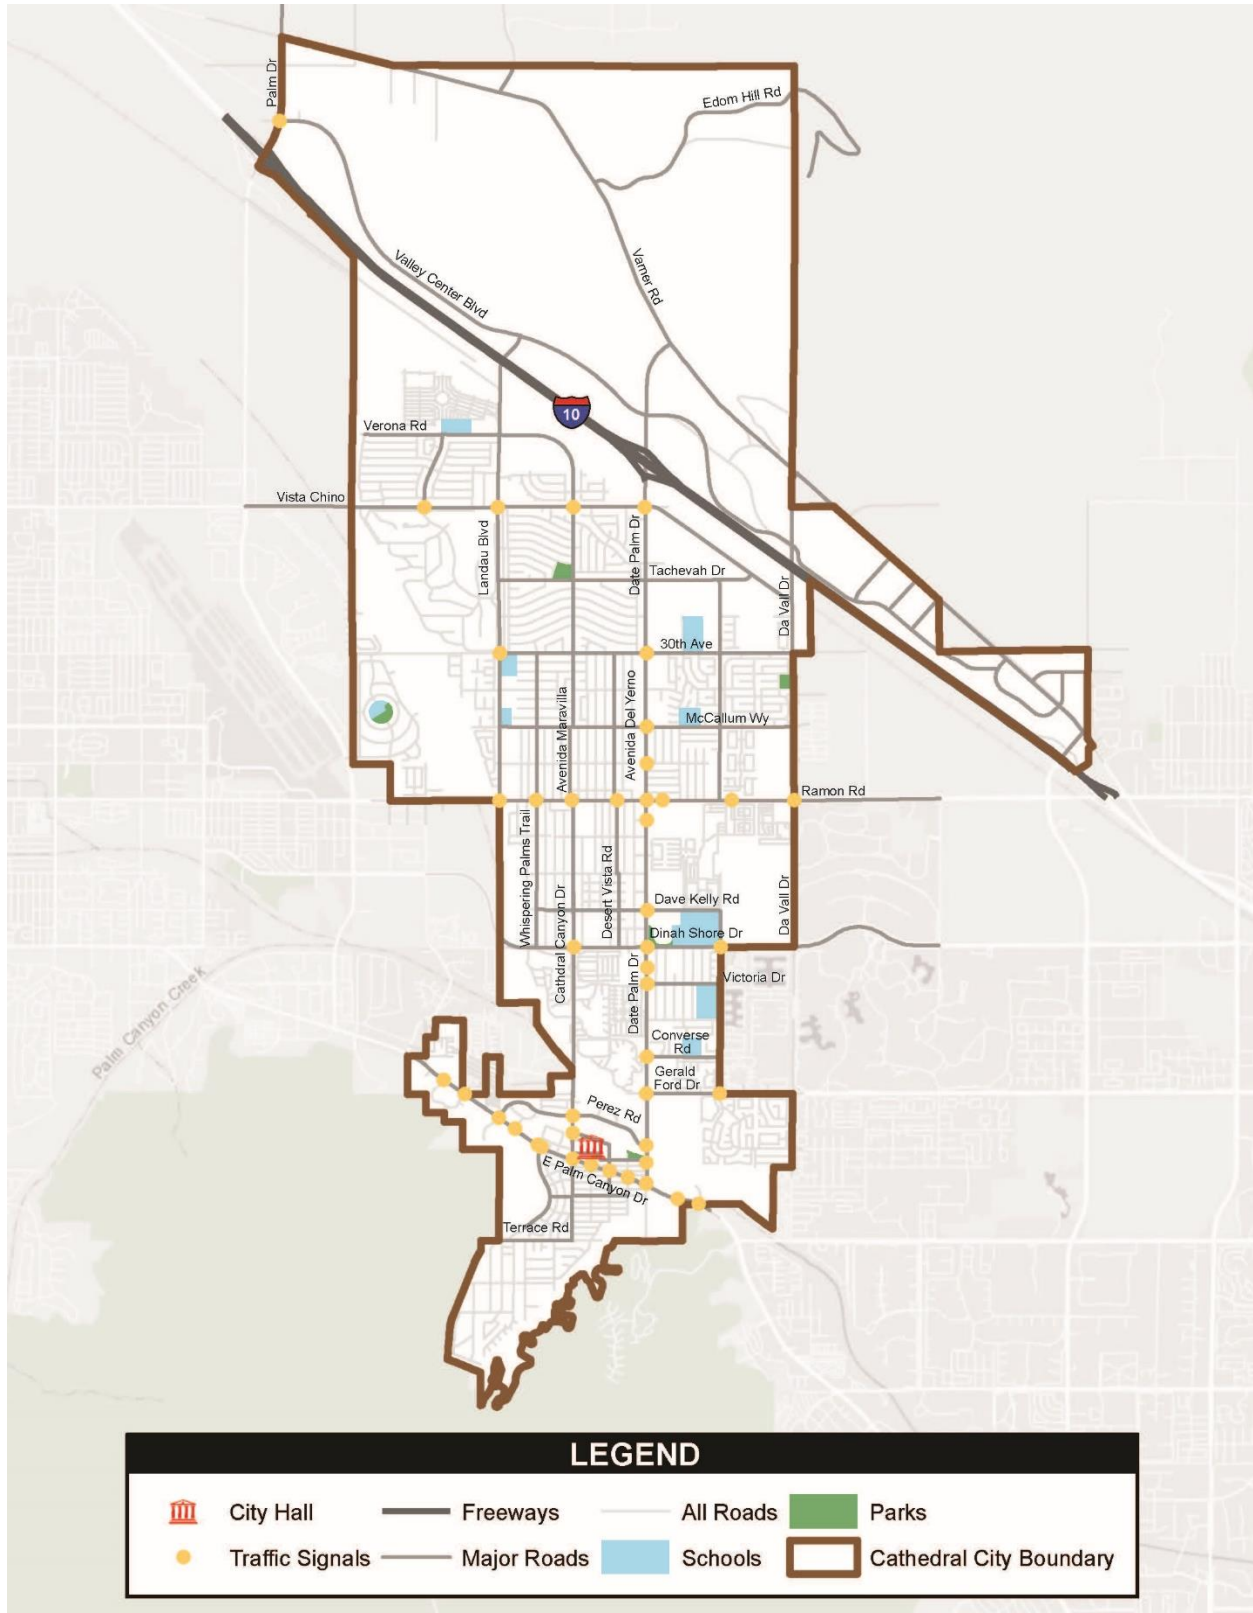 Palm Dr
Edom Hill Rd
Valley Center Blvd
Varner Rd
10
Verona Rd
Vista Chino
Landau Blvd
Date Palm Dr
Tachevah Dr
Da Vall Dr
30th Ave
Avenida Maravilla
Avenida Del Yerno
McCallum Wy
Ramon Rd
Whispering Palms Trail
Cathdral Canyon Dr
Desert Vista Rd
Dave Kelly Rd
Da Vall Dr
Dinah Shore Dr
Date Palm Dr
Victoria Dr
Palm Canyon Creek
Converse
Rd
Gerald
Ford Dr
Perez Rd
E Palm Canyon Dr
Terrace Rd
LEGEND
City Hall
Freeways
All Roads
Parks
Traffic Signals
Major Roads
Schools
Cathedral City Boundary